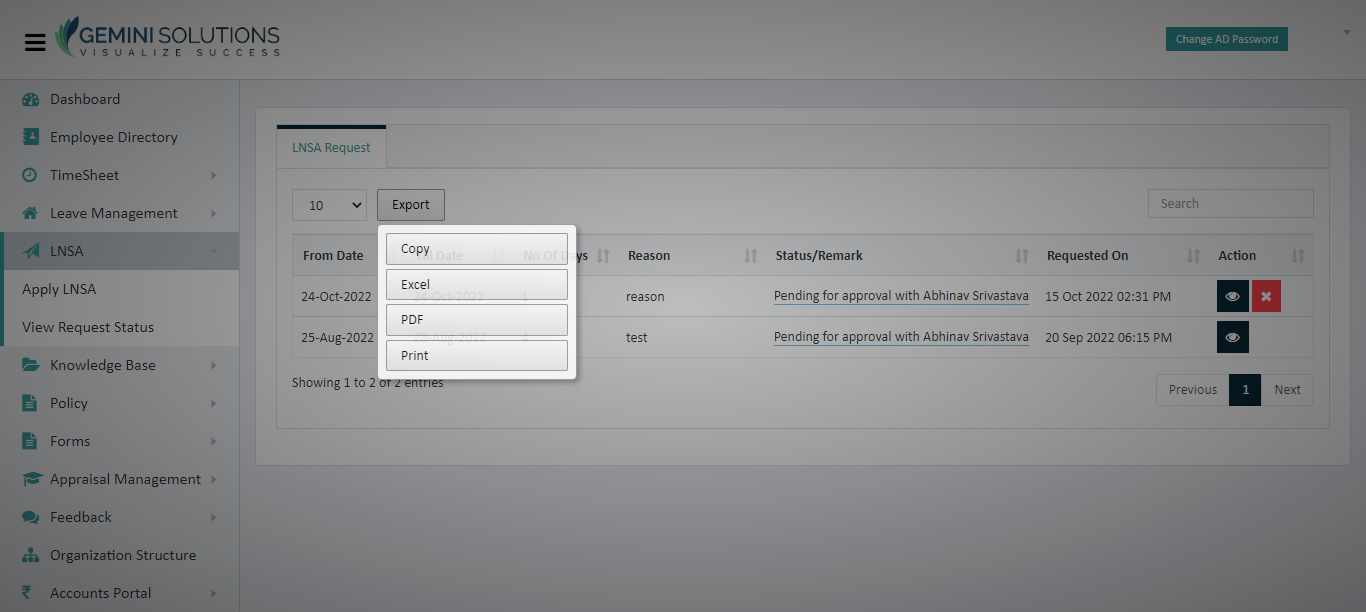 GEMINI SOLUTIONS
VISUALIZE SUCCESS
Change AD Password
Dashboard
Employee Directory
TimeSheet
Leave Management
LNSA
Apply LNSA
View Request Status
Knowledge Base
Policy
Forms
Appraisal Management
Feedback
Organization Structure
Accounts Portal
LNSA Request
10
Export
Search
Copy
Excel
PDF
Print
From Date Till Date No Of Days Reason Status/Remark Requested On Action
24-Oct-2022 24-Oct-2022 1 reason Pending for approval with Abhinav Srivastava 15 Oct 2022 02:31 PM
25-Aug-2022 28-Aug-2022 4 test Pending for approval with Abhinav Srivastava 20 Sep 2022 06:15 PM
Showing 1 to 2 of 2 entries
Previous 1 Next